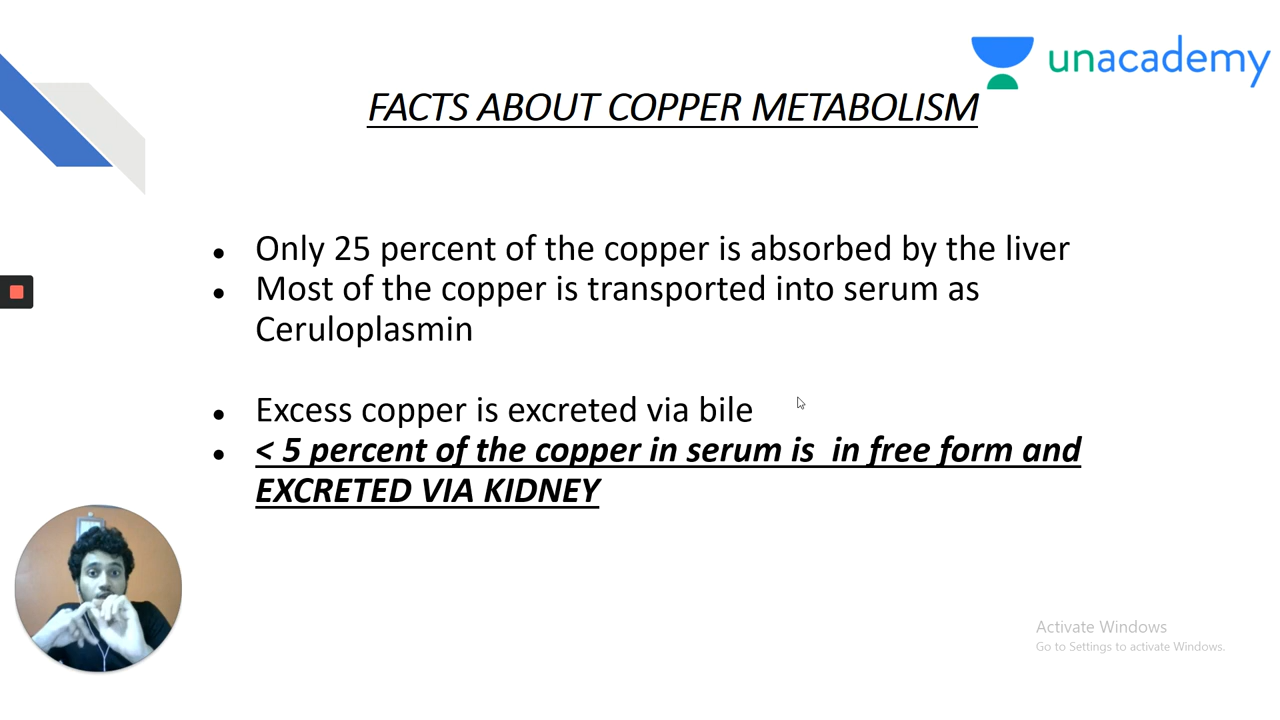 unacademy
FACTS ABOUT COPPER METABOLISM
● Only 25 percent of the copper is absorbed by the liver
● Most of the copper is transported into serum as
Ceruloplasmin
● Excess copper is excreted via bile
● < 5 percent of the copper in serum is  in free form and
EXCRETED VIA KIDNEY
Activate Windows
Go to Settings to activate Windows.